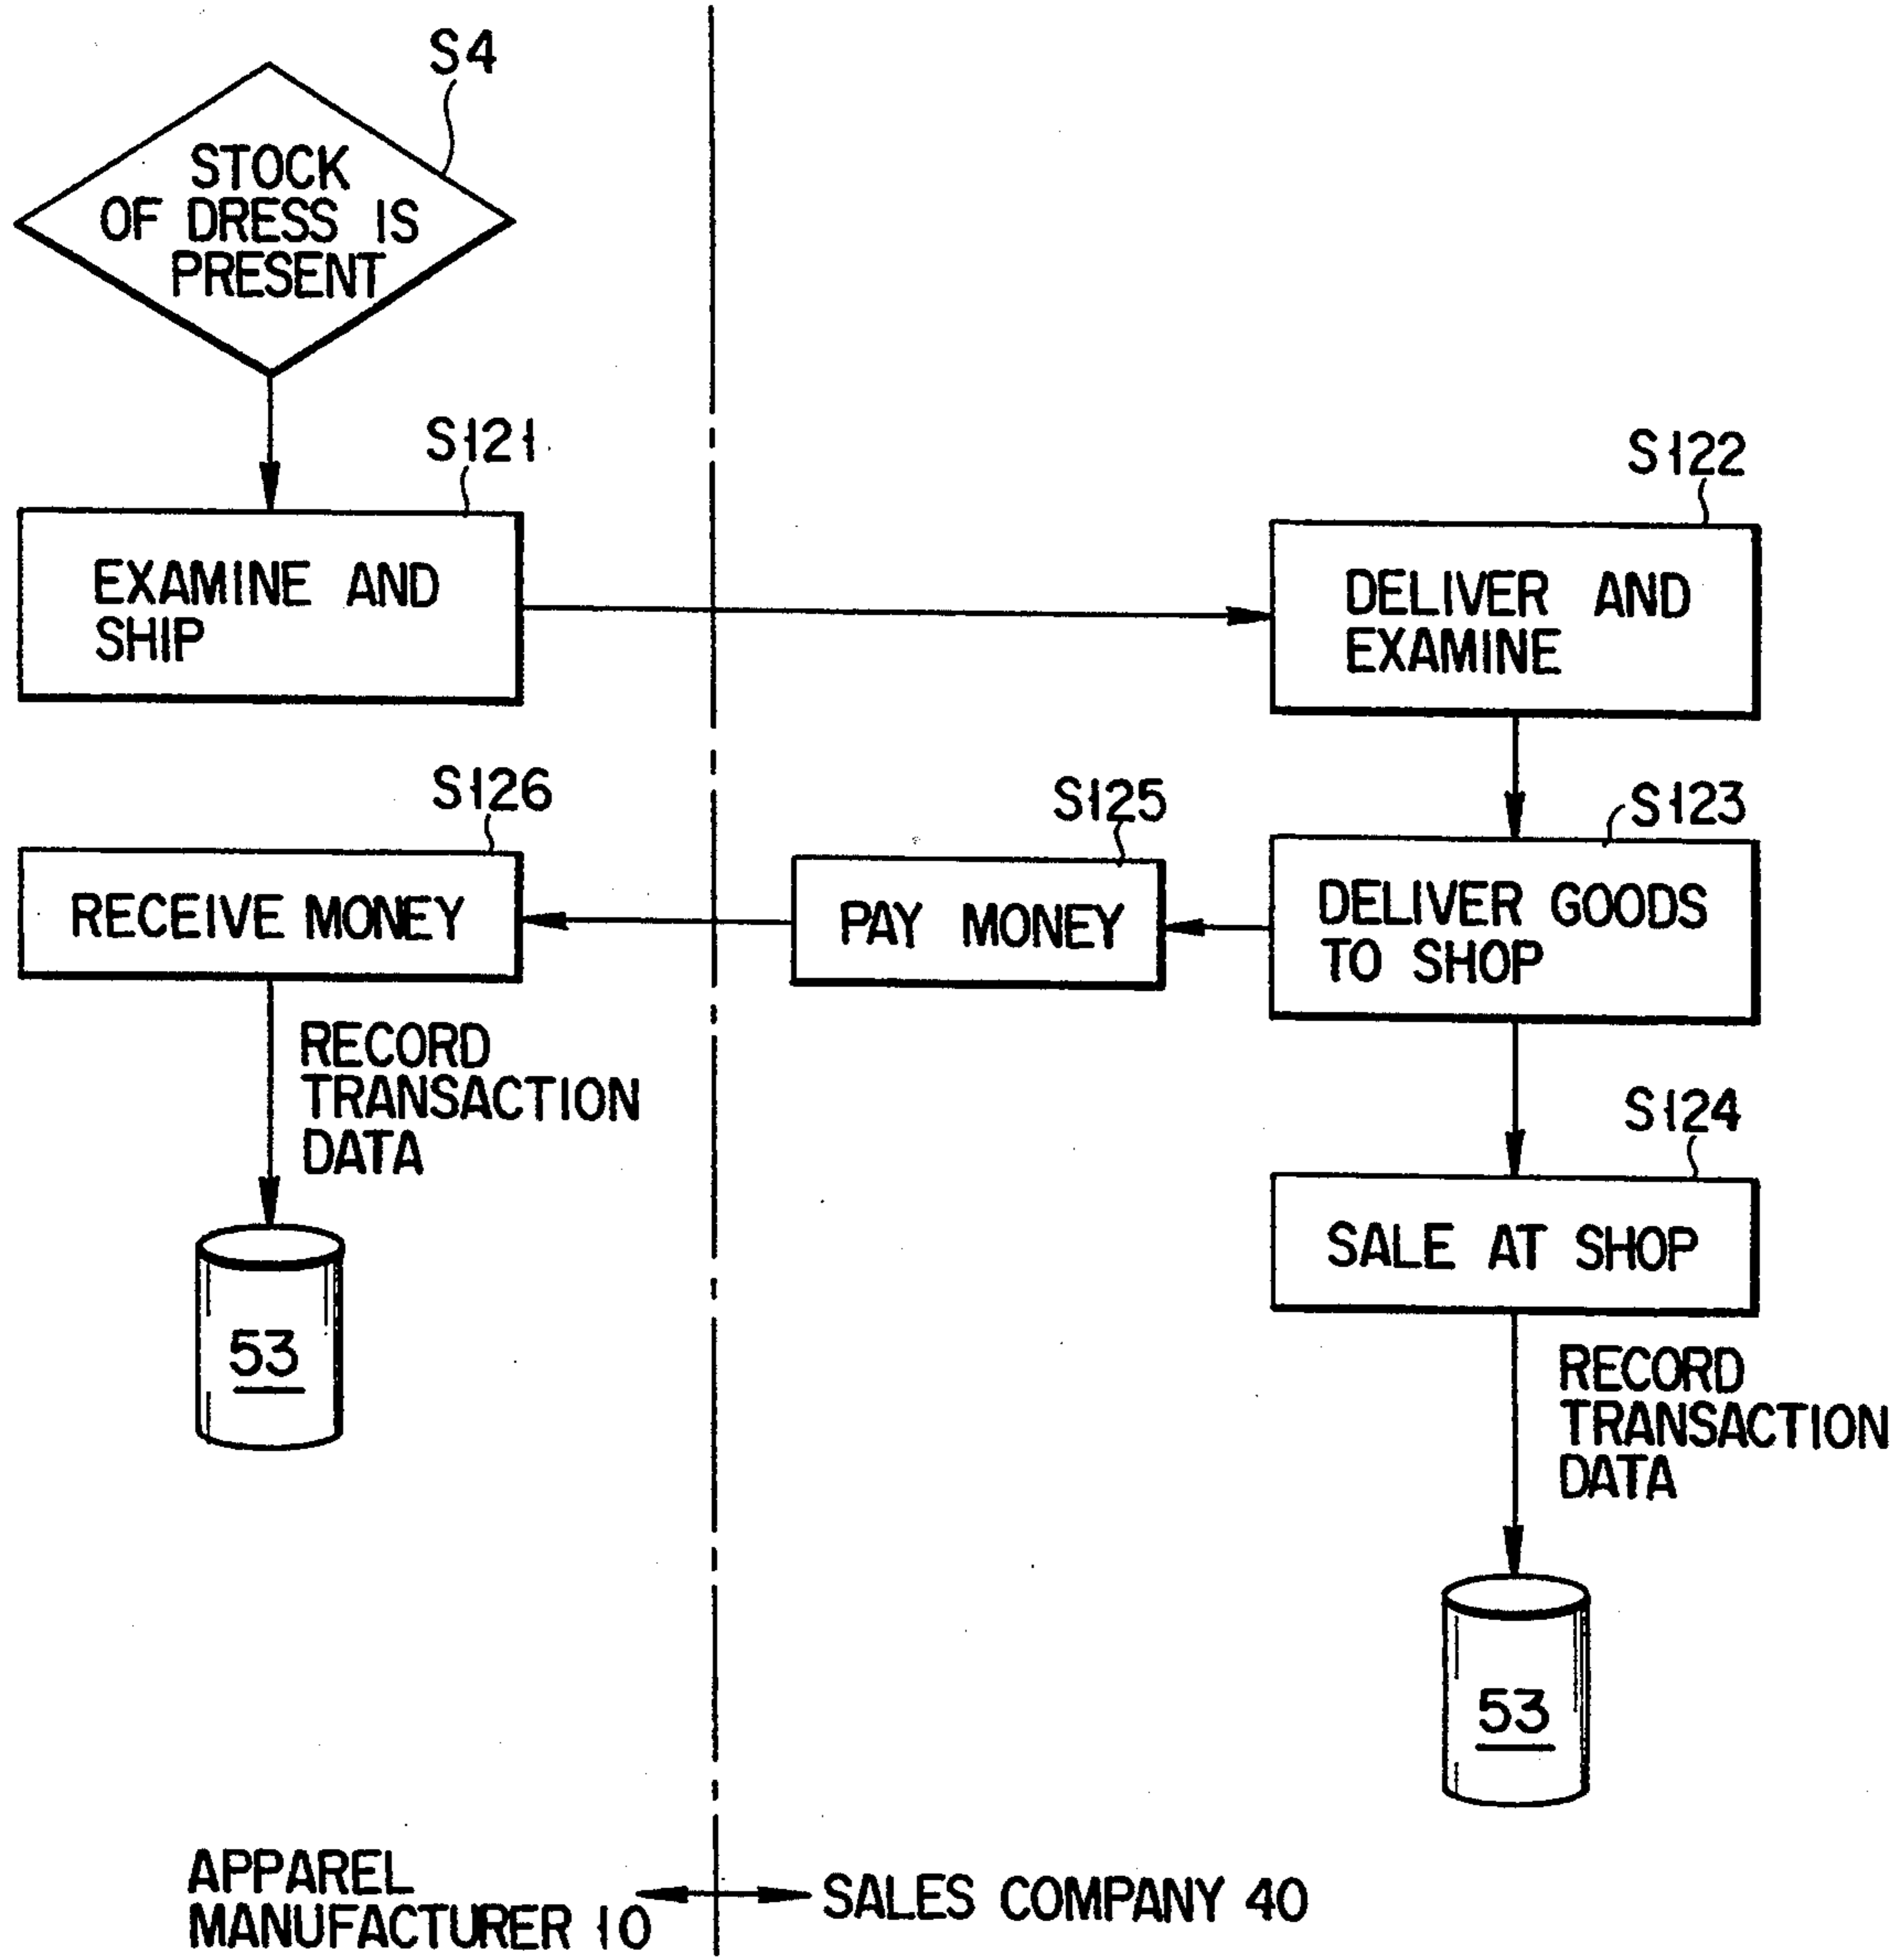 S4
STOCK
OF DRESS IS
PRESENT
S121
EXAMINE AND
SHIP
S122
DELIVER AND
EXAMINE
S126
RECEIVE MONEY
S125
PAY MONEY
S123
DELIVER GOODS
TO SHOP
RECORD
TRANSACTION
DATA
53
S124
SALE AT SHOP
RECORD
TRANSACTION
DATA
53
APPAREL
MANUFACTURER 10
SALES COMPANY 40